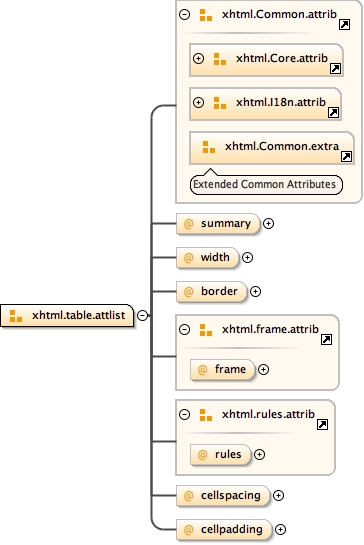 xhtml.Common.attrib
xhtml.Core.attrib
xhtml.I18n.attrib
xhtml.Common.extra
Extended Common Attributes
@ summary
@ width
@ border
xhtml.table.attlist
xhtml.frame.attrib
@ frame
xhtml.rules.attrib
@ rules
@ cellspacing
@ cellpadding